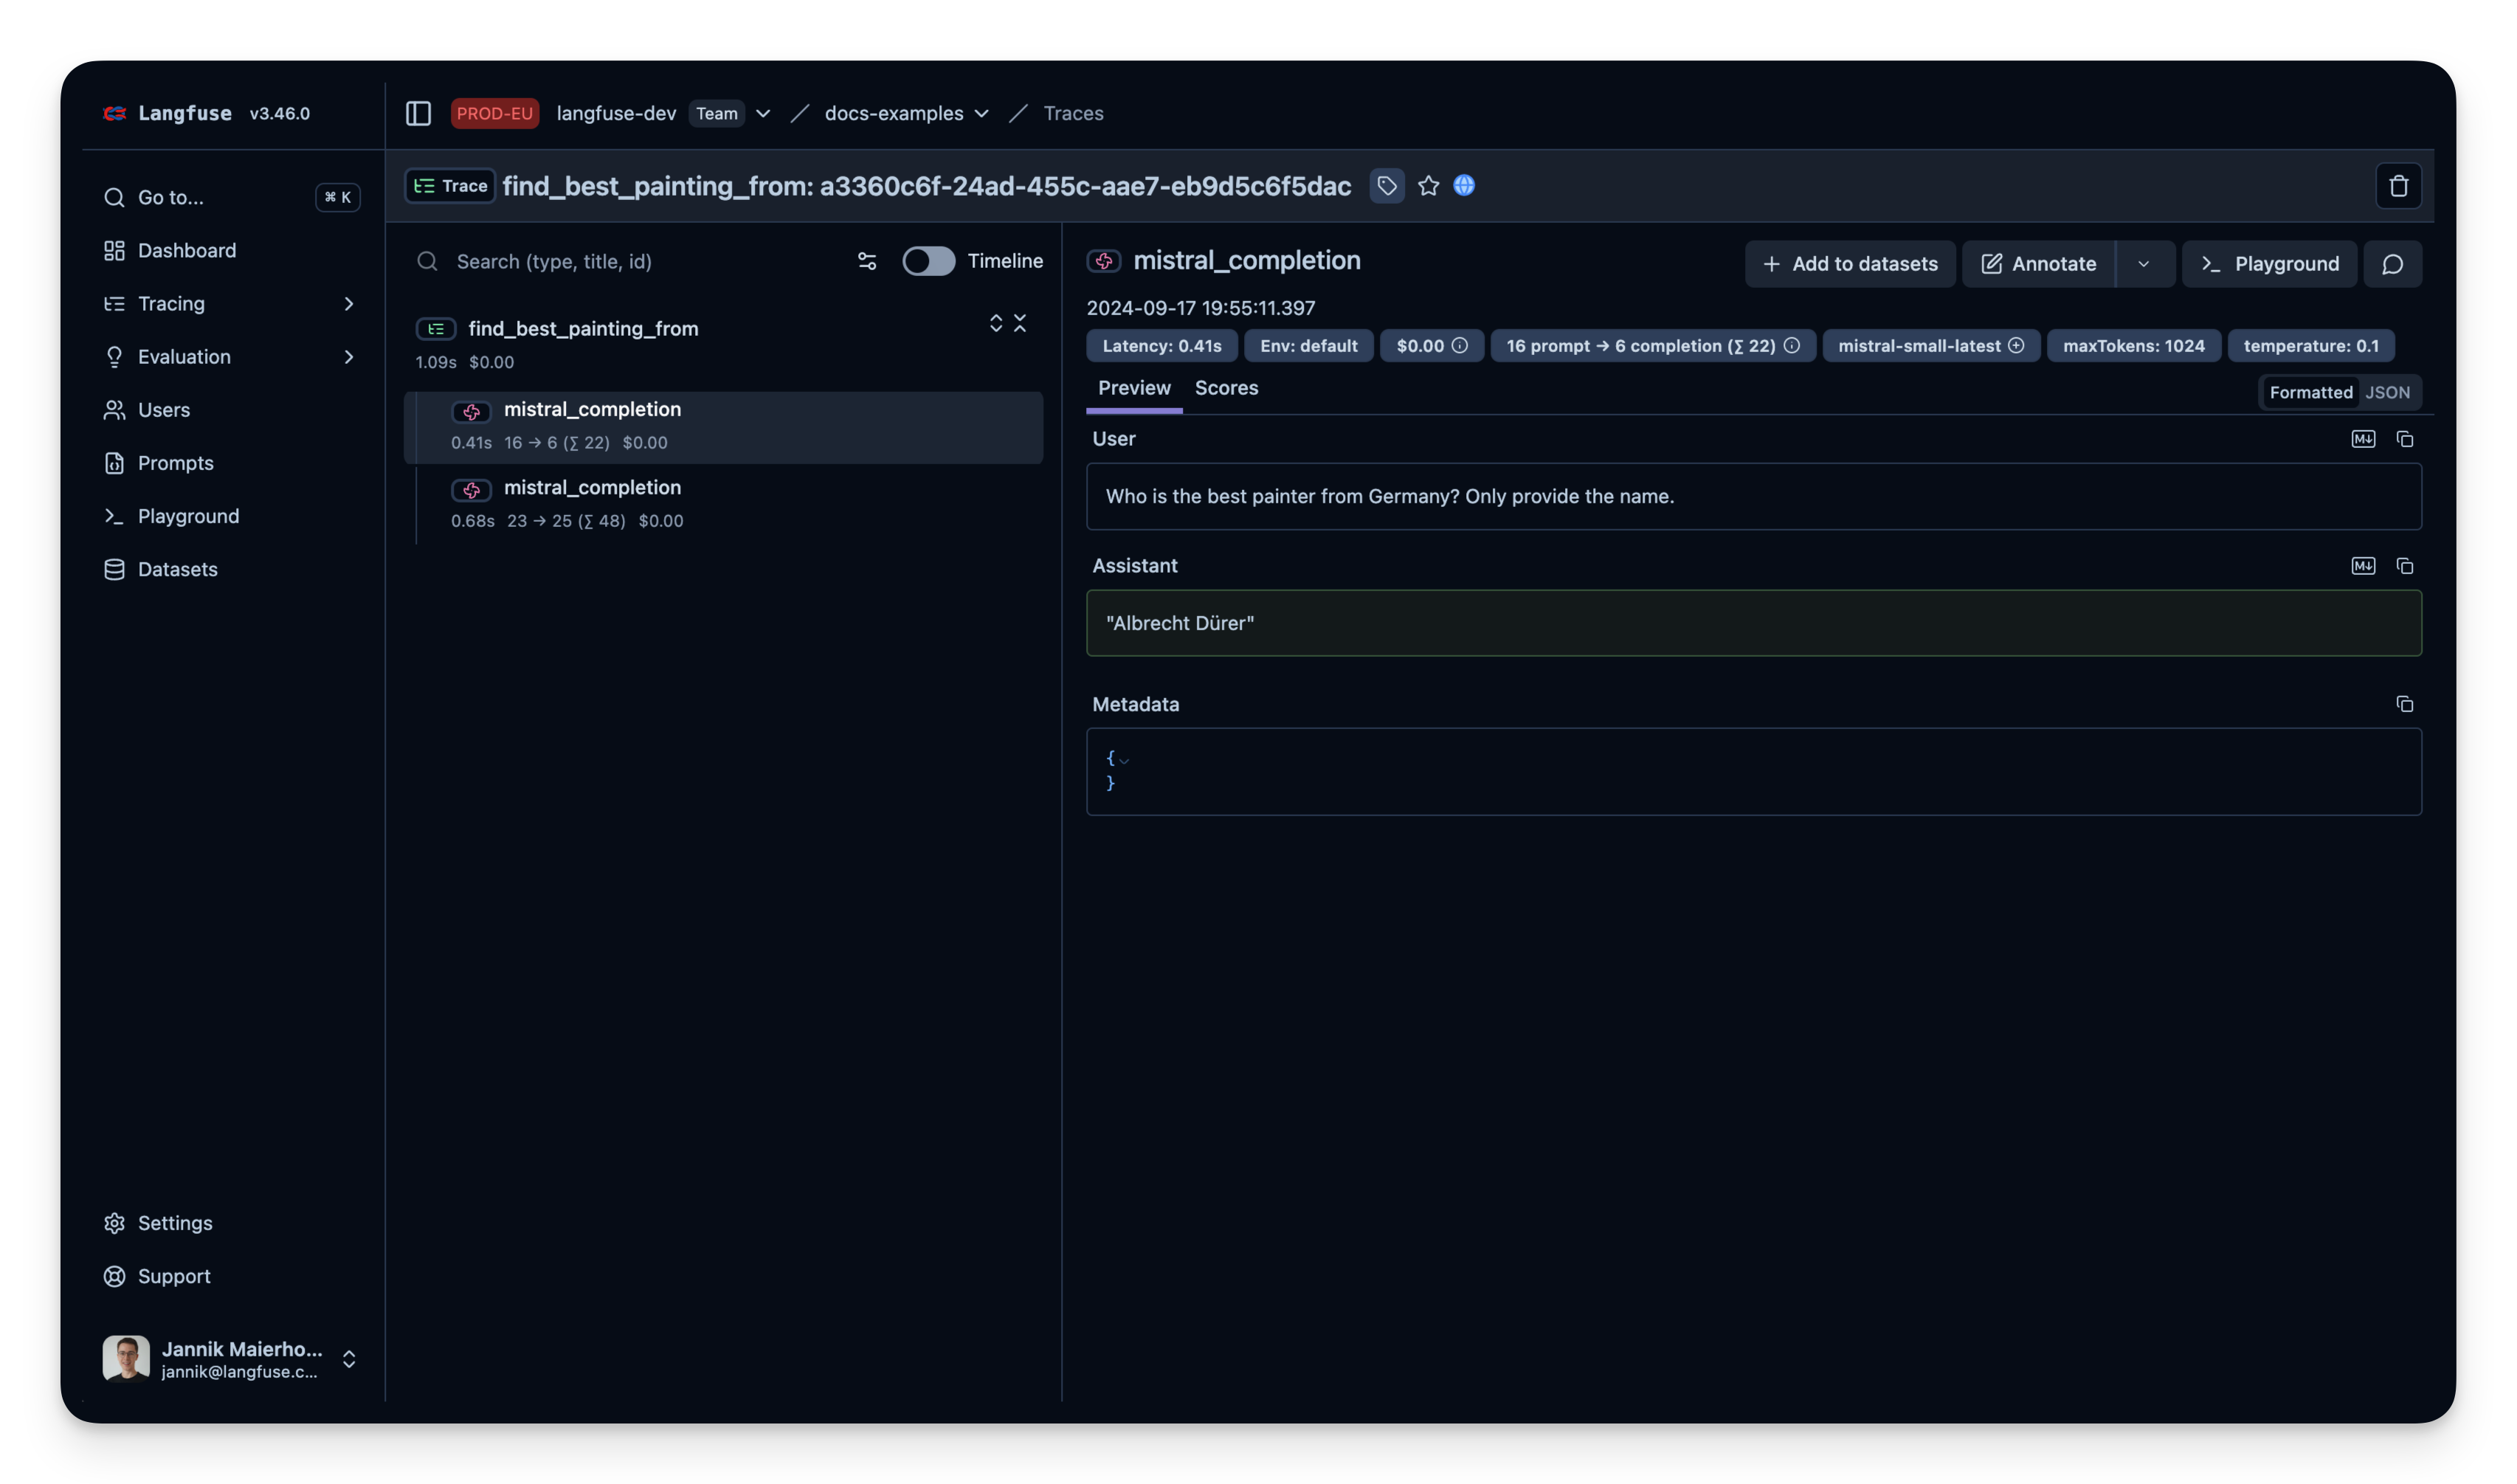 Langfuse v3.46.0
PROD-EU langfuse-dev Team docs-examples Traces
Go to... ⌘ K
Dashboard
Tracing
Evaluation
Users
Prompts
Playground
Datasets
Settings
Support
Jannik Maierho...
jannik@langfuse.c...
Trace find_best_painting_from: a3360c6f-24ad-455c-aae7-eb9d5c6f5dac
Search (type, title, id) Timeline
find_best_painting_from
1.09s $0.00
mistral_completion
0.41s 16 → 6 (∑ 22) $0.00
mistral_completion
0.68s 23 → 25 (∑ 48) $0.00
mistral_completion
Add to datasets Annotate Playground
2024-09-17 19:55:11.397
Latency: 0.41s Env: default $0.00 16 prompt → 6 completion (∑ 22) mistral-small-latest maxTokens: 1024 temperature: 0.1
Preview Scores
Formatted JSON
User
M↓
Who is the best painter from Germany? Only provide the name.
Assistant
M↓
"Albrecht Dürer"
Metadata
{
}